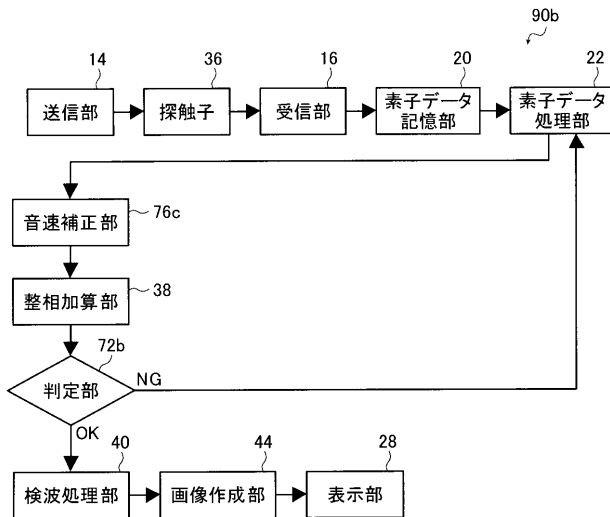 90b
14
36
16
20
22
送信部
探触子
受信部
素子データ
記憶部
素子データ
処理部
音速補正部
76c
整相加算部
38
72b
判定部
NG
OK
40
44
28
検波処理部
画像作成部
表示部